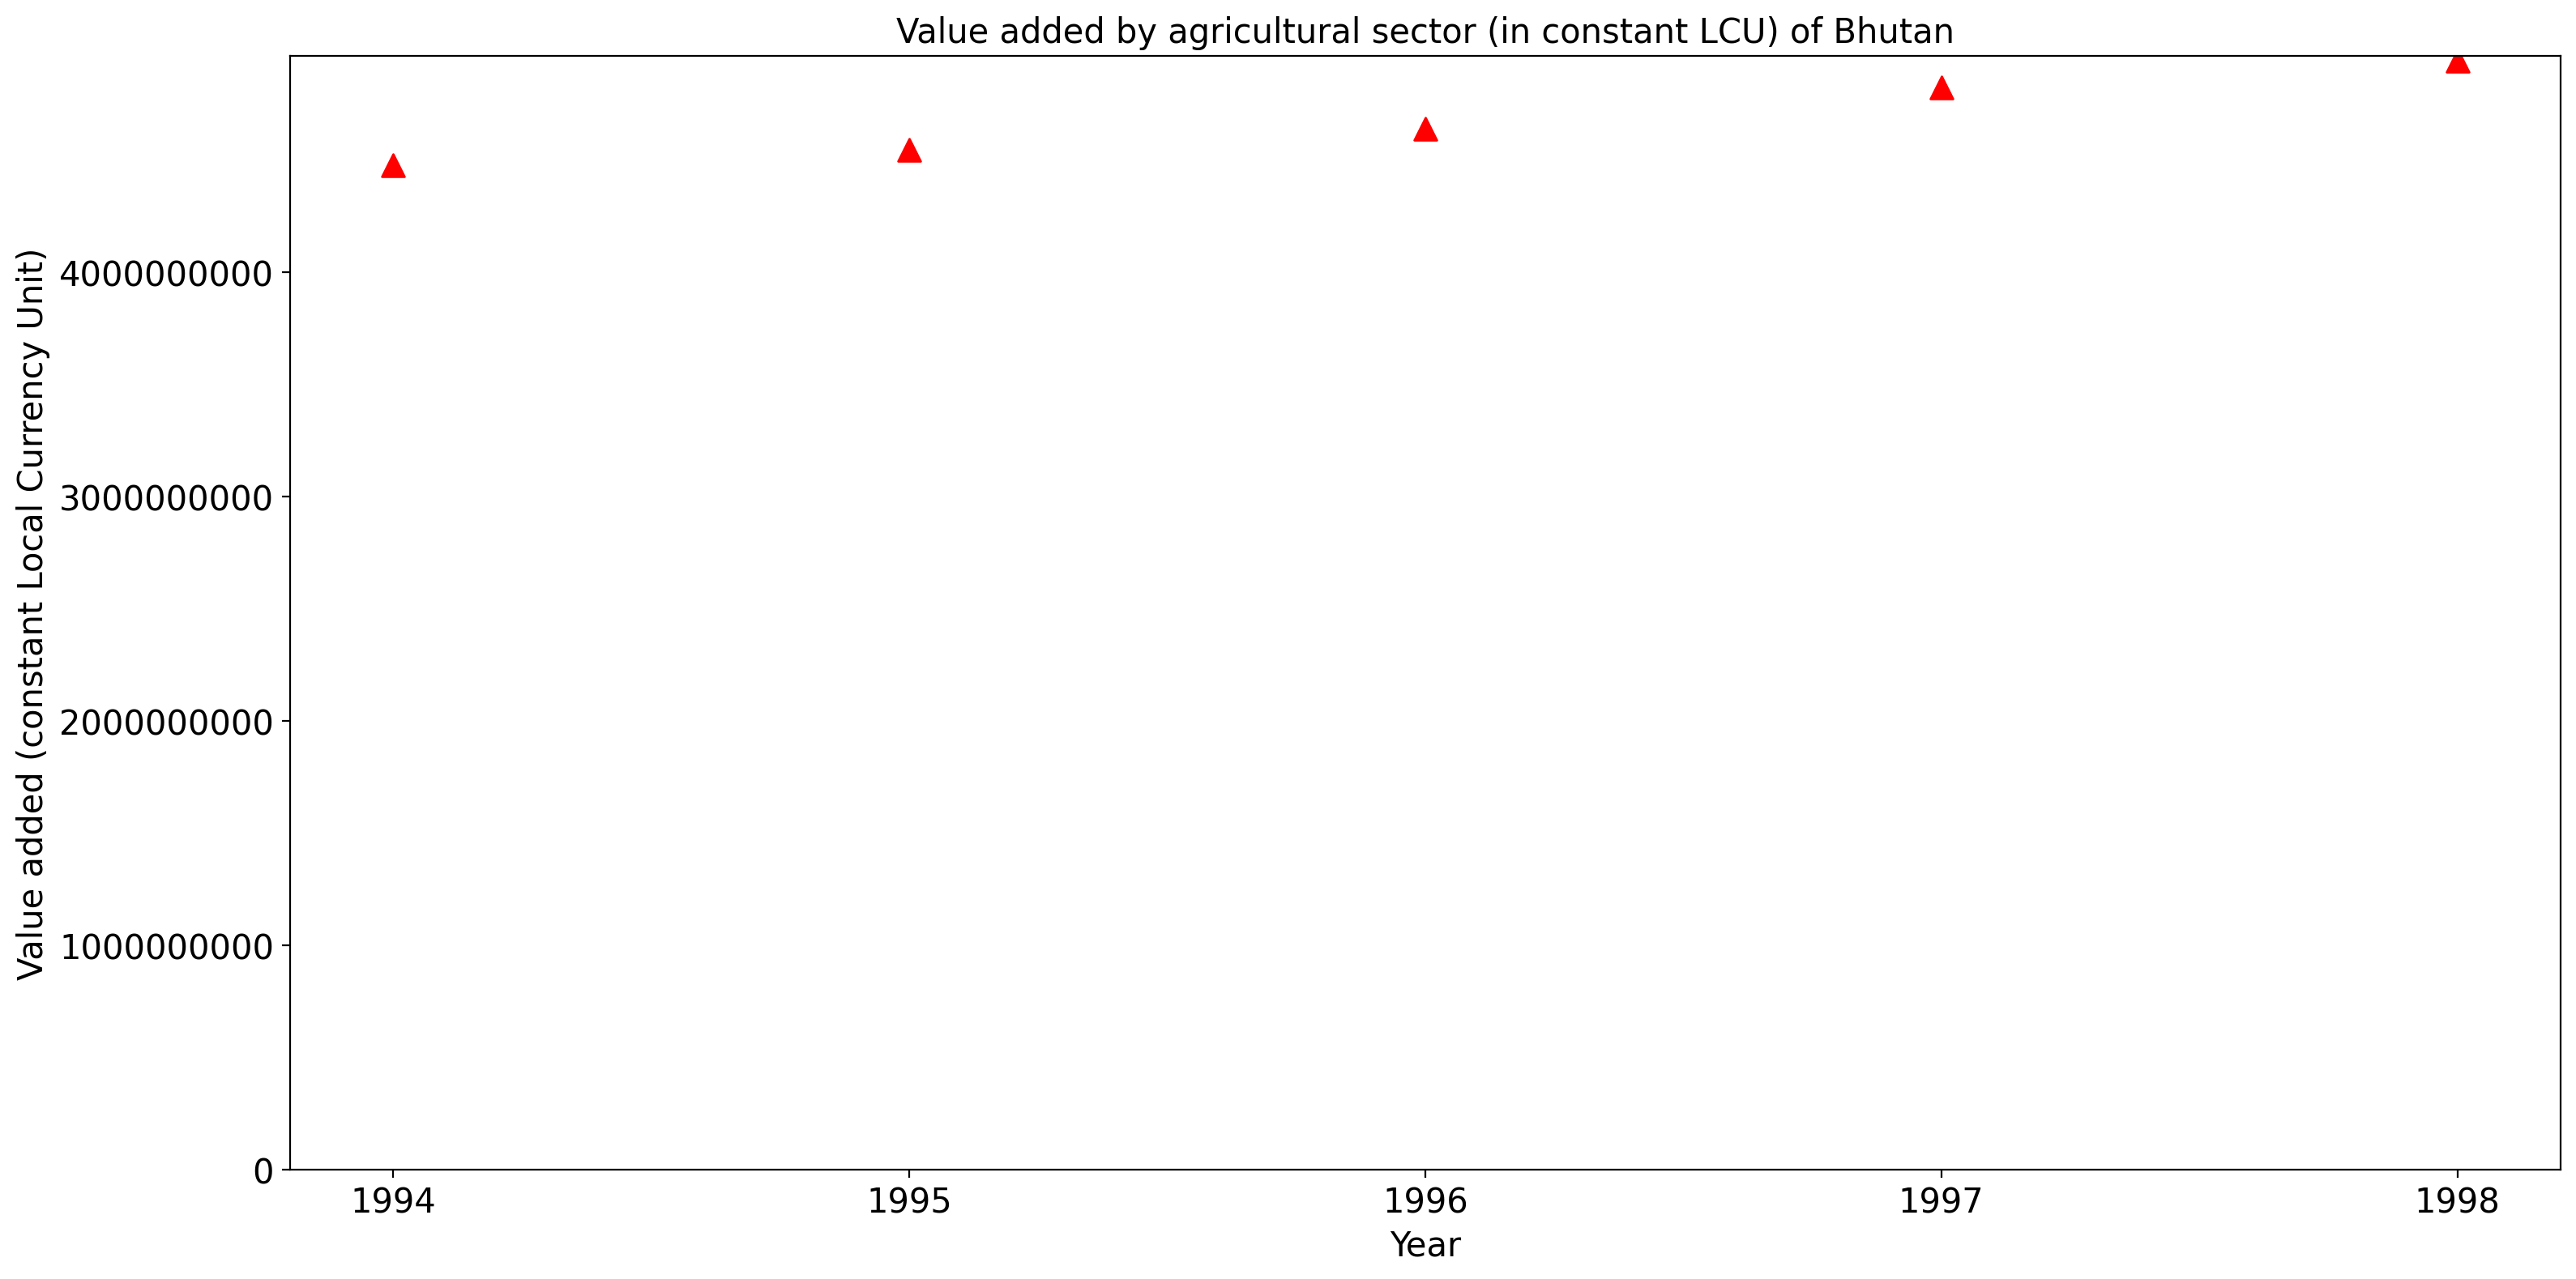 Value added by agricultural sector (in constant LCU) of Bhutan
Value added (constant Local Currency Unit)
4000000000
3000000000
2000000000
1000000000
0
1994 1995 1996 1997 1998
Year